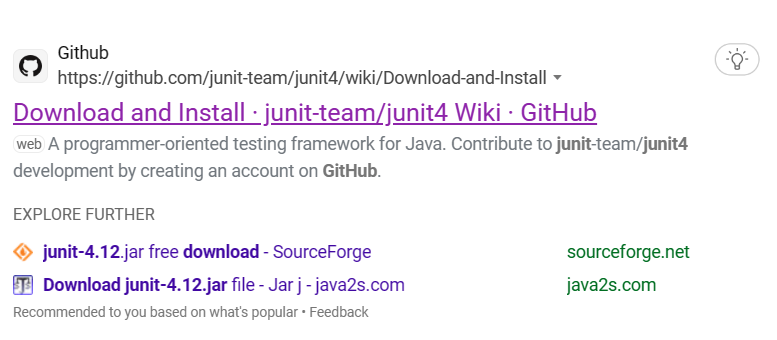 Github
https://github.com/junit-team/junit4/wiki/Download-and-Install
Download and Install · junit-team/junit4 Wiki · GitHub
web A programmer-oriented testing framework for Java. Contribute to junit-team/junit4
development by creating an account on GitHub.
EXPLORE FURTHER
junit-4.12.jar free download - SourceForge sourceforge.net
Download junit-4.12.jar file - Jar j - java2s.com java2s.com
Recommended to you based on what's popular • Feedback